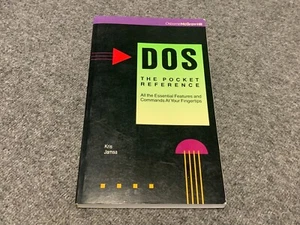 DOS
THE POCKET
REFERENCE
All the Essential Features and
Commands At Your Fingertips
Kris
Jamsa